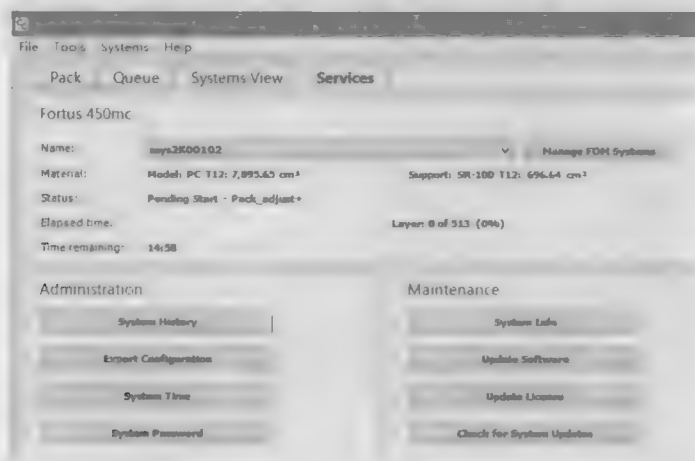 File Tools Systems Help
Pack Queue Systems View Services
Fortus 450mc
Name: Manage FDM Systems
Material: Model: PC T12: 7,895.65 cm³ Support: SR-100 T12: 696.64 cm³
Status: Pending Start - Pack_adjust+
Elapsed time: Layer: 0 of 513 (0%)
Time remaining: 14:58
Administration Maintenance
System History System Info
Export Configuration Update Software
System Time Update License
System Password Check for System Updates